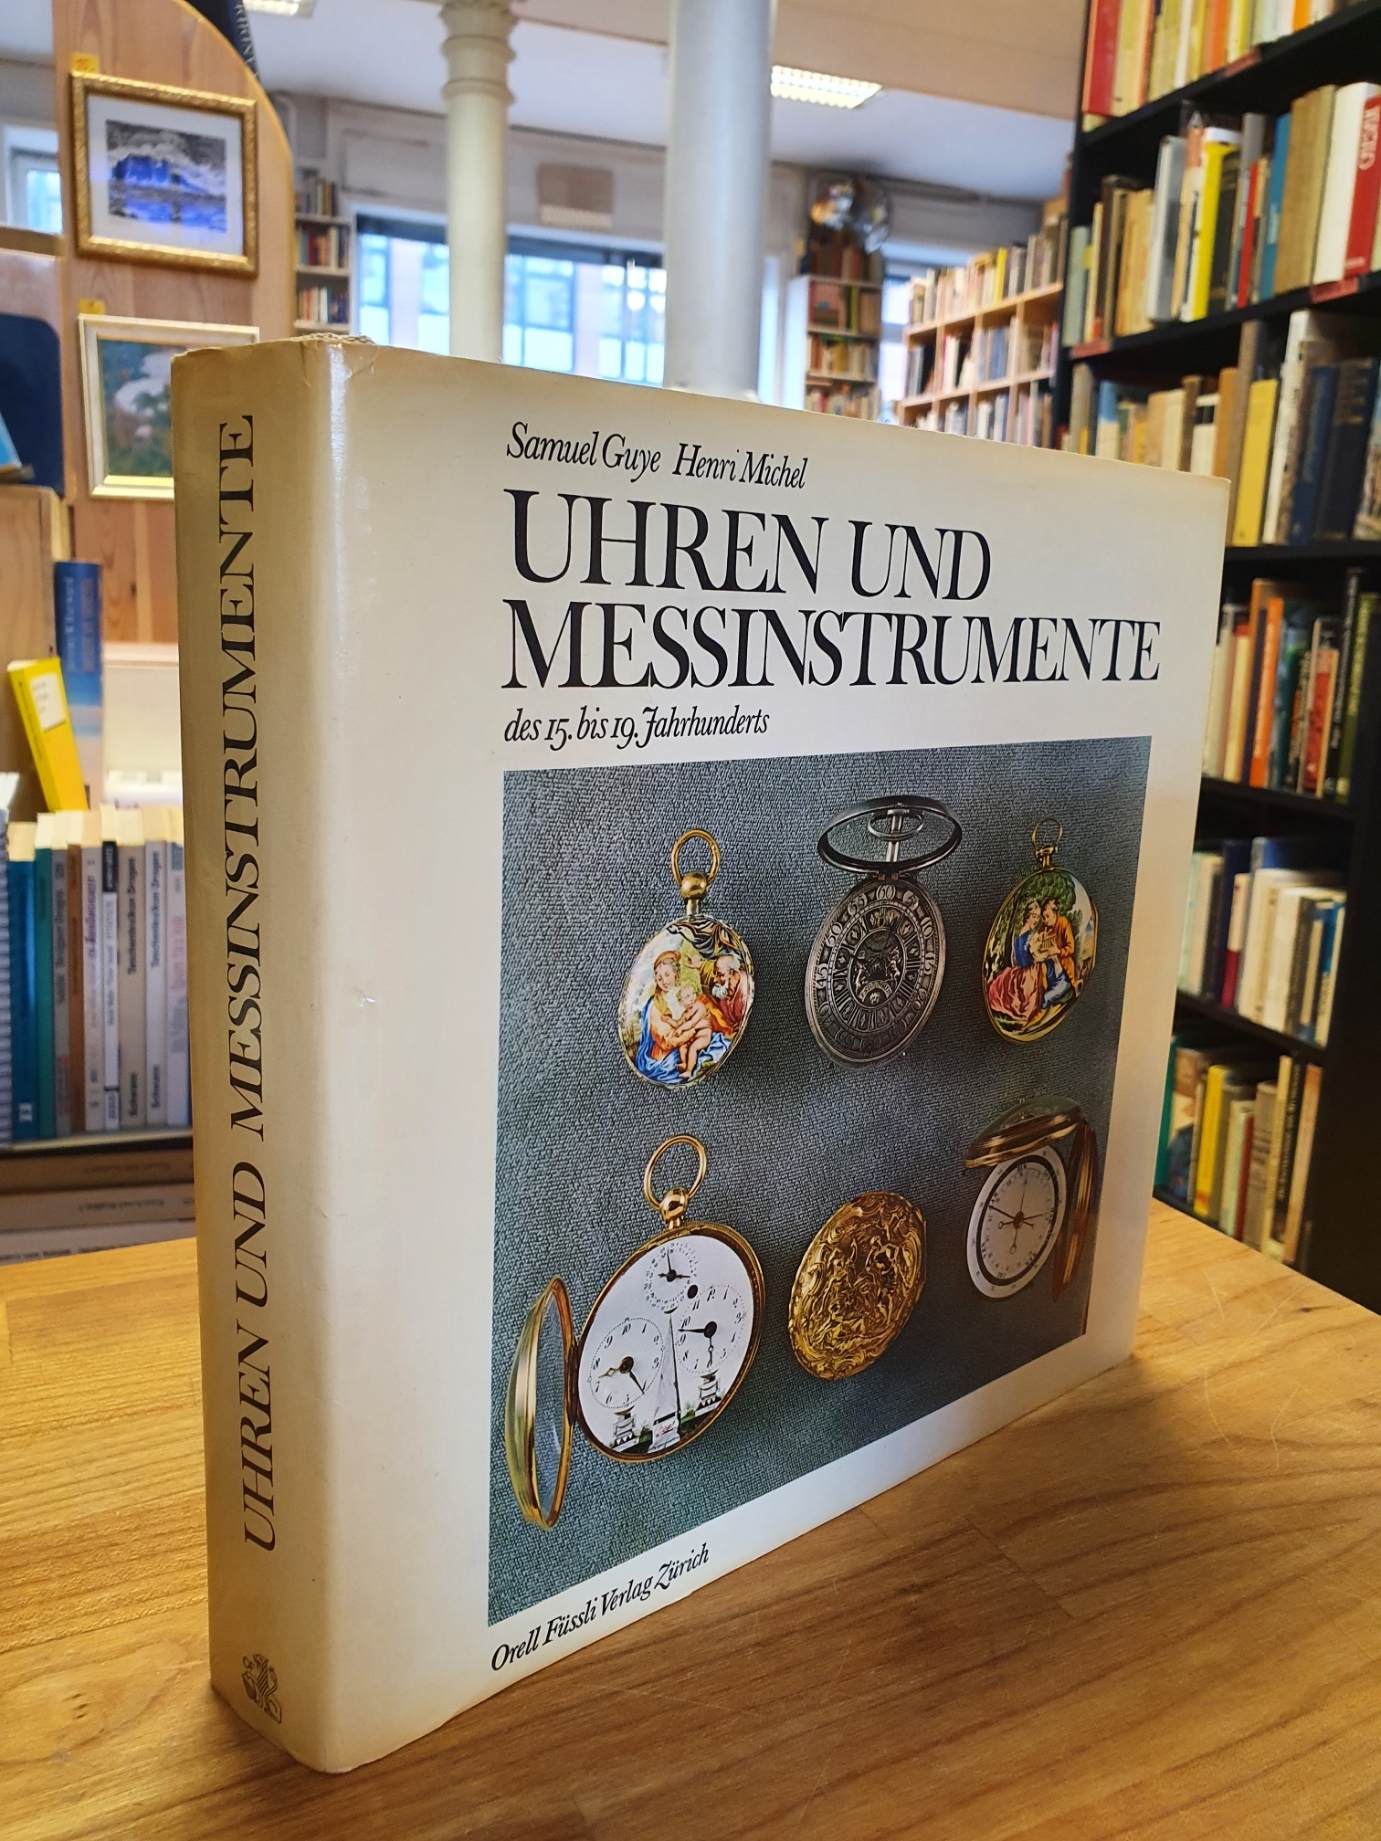 Samuel Guye Henri Michel
UHREN UND
MESSINSTRUMENTE
des 15. bis 19. Jahrhunderts
Orell Füssli Verlag Zürich
UHREN UND MESSINSTRUMENTE